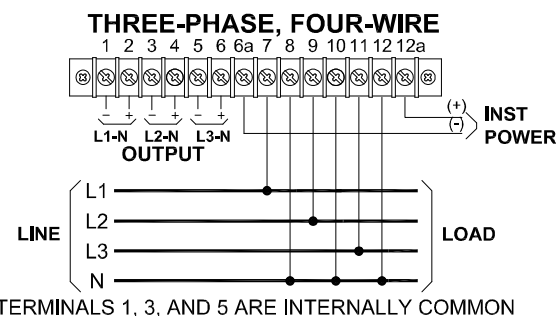 THREE-PHASE, FOUR-WIRE
1 2 3 4 5 6 6a 7 8 9 10 11 12 12a
− + − + − +
L1-N L2-N L3-N
OUTPUT
(+)
(-)
INST
POWER
L1
L2
L3
N
LINE
LOAD
TERMINALS 1, 3, AND 5 ARE INTERNALLY COMMON